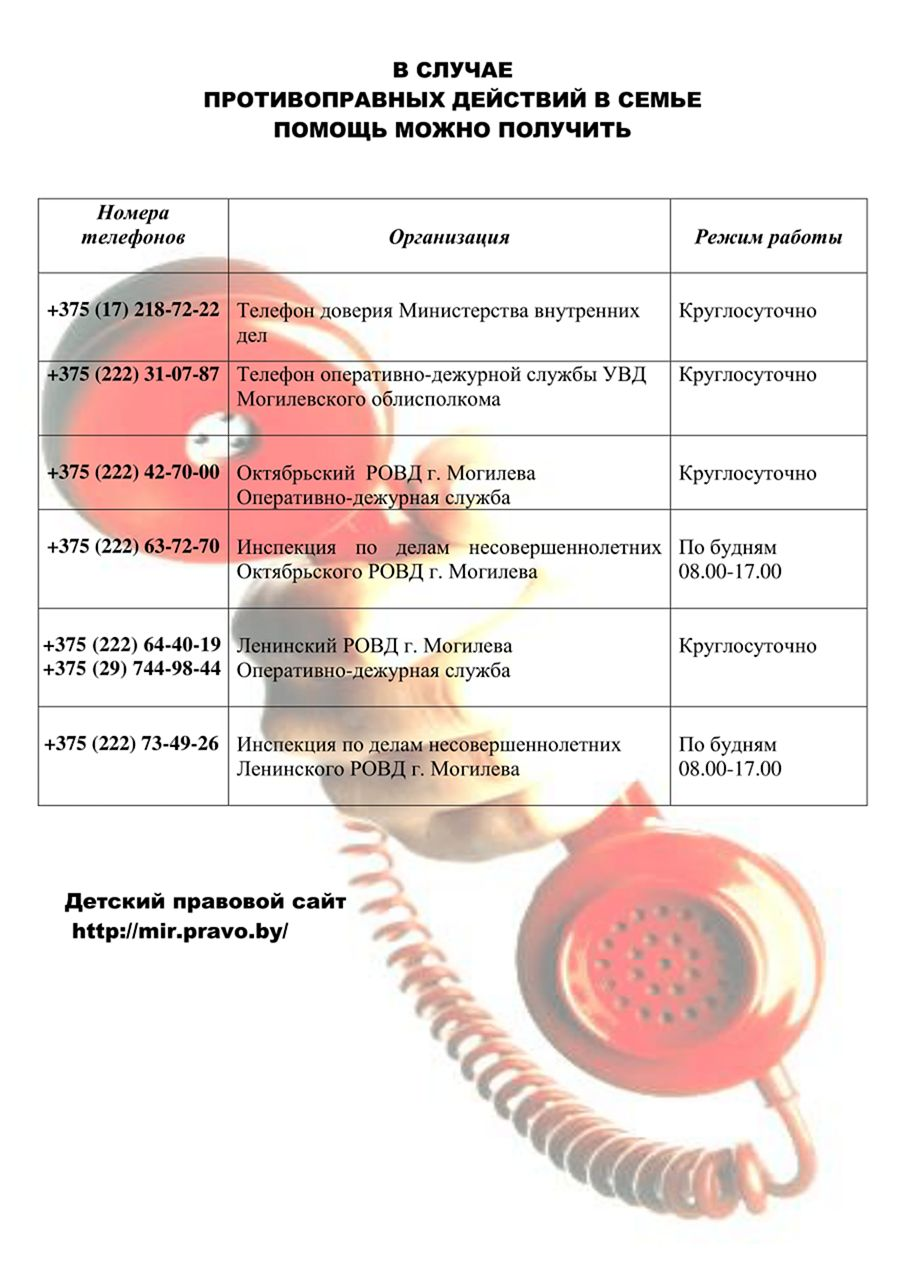 В СЛУЧАЕ
ПРОТИВОПРАВНЫХ ДЕЙСТВИЙ В СЕМЬЕ
ПОМОЩЬ МОЖНО ПОЛУЧИТЬ
Номера
телефонов
Организация
Режим работы
+375 (17) 218-72-22
Телефон доверия Министерства внутренних
дел
Круглосуточно
+375 (222) 31-07-87
Телефон оперативно-дежурной службы УВД
Могилевского облисполкома
Круглосуточно
+375 (222) 42-70-00
Октябрьский РОВД г. Могилева
Оперативно-дежурная служба
Круглосуточно
+375 (222) 63-72-70
Инспекция по делам несовершеннолетних
Октябрьского РОВД г. Могилева
По будням
08.00-17.00
+375 (222) 64-40-19
+375 (29) 744-98-44
Ленинский РОВД г. Могилева
Оперативно-дежурная служба
Круглосуточно
+375 (222) 73-49-26
Инспекция по делам несовершеннолетних
Ленинского РОВД г. Могилева
По будням
08.00-17.00
Детский правовой сайт
http://mir.pravo.by/